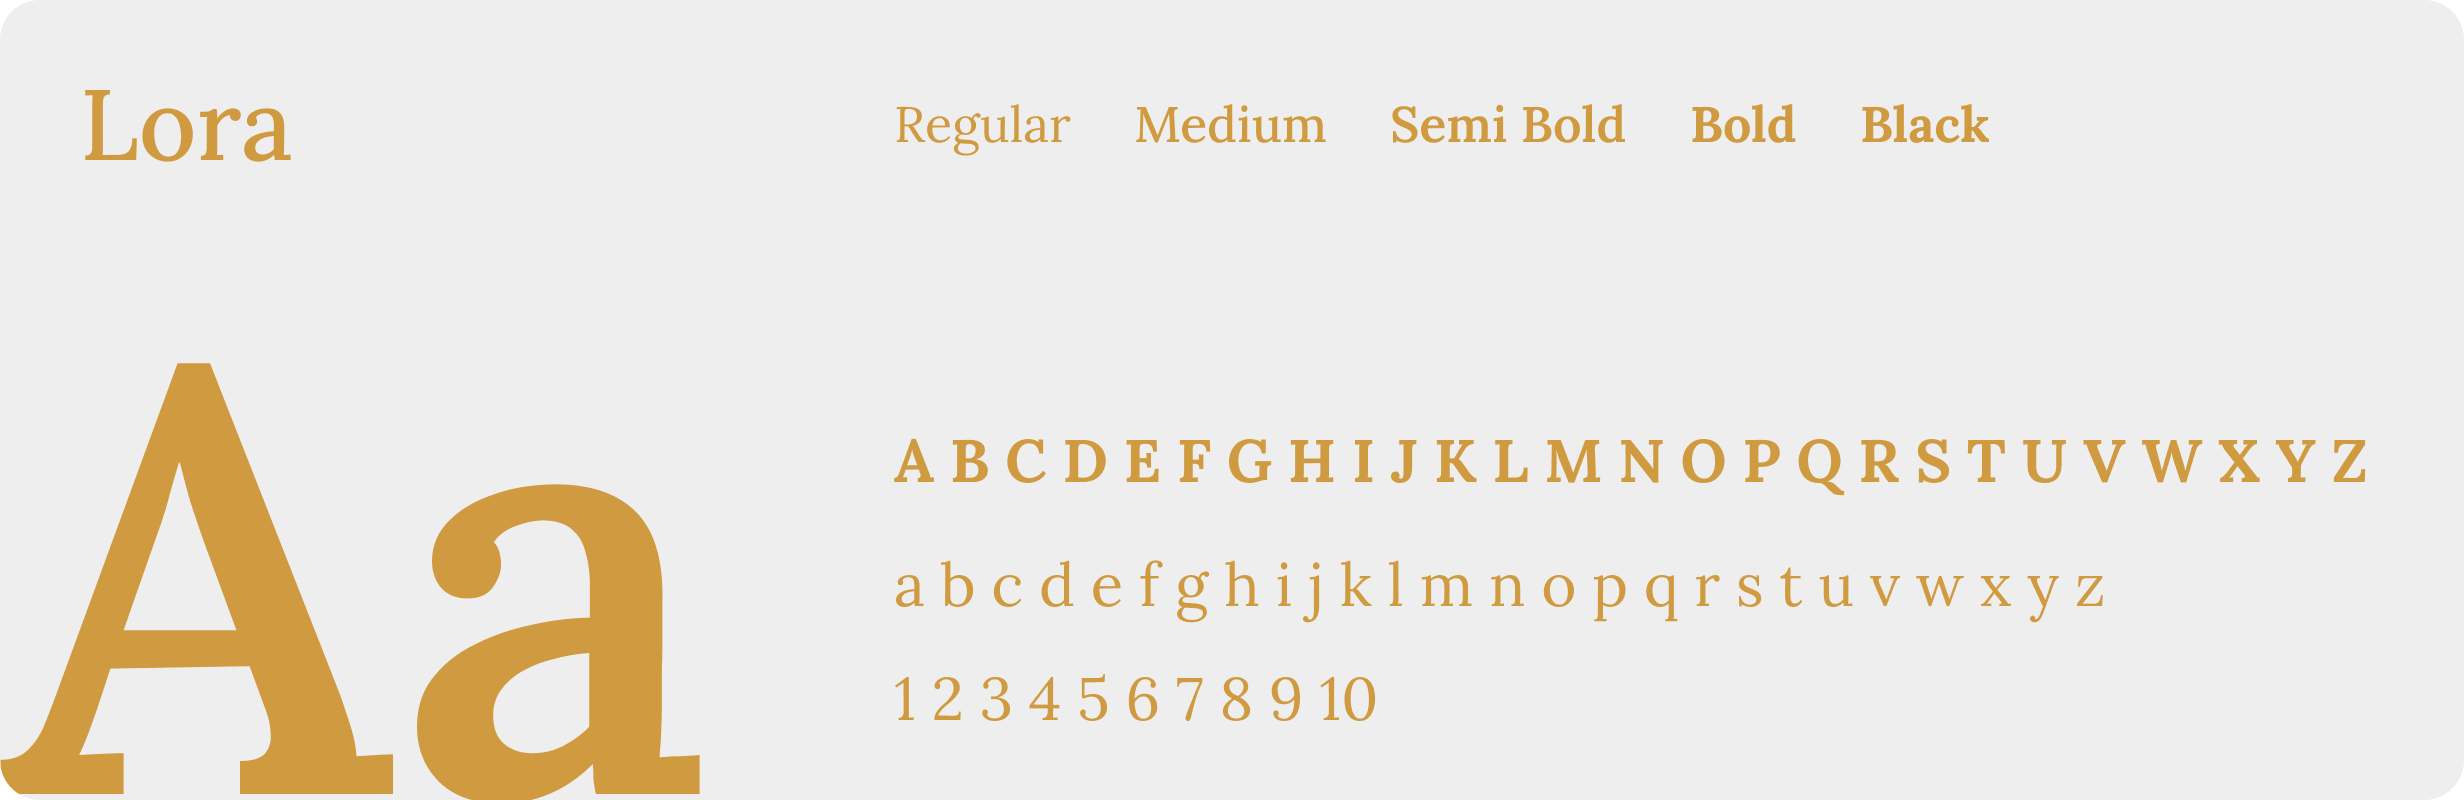 Lora
Regular Medium Semi Bold Bold Black
Aa
A B C D E F G H I J K L M N O P Q R S T U V W X Y Z
a b c d e f g h i j k l m n o p q r s t u v w x y z
1 2 3 4 5 6 7 8 9 10